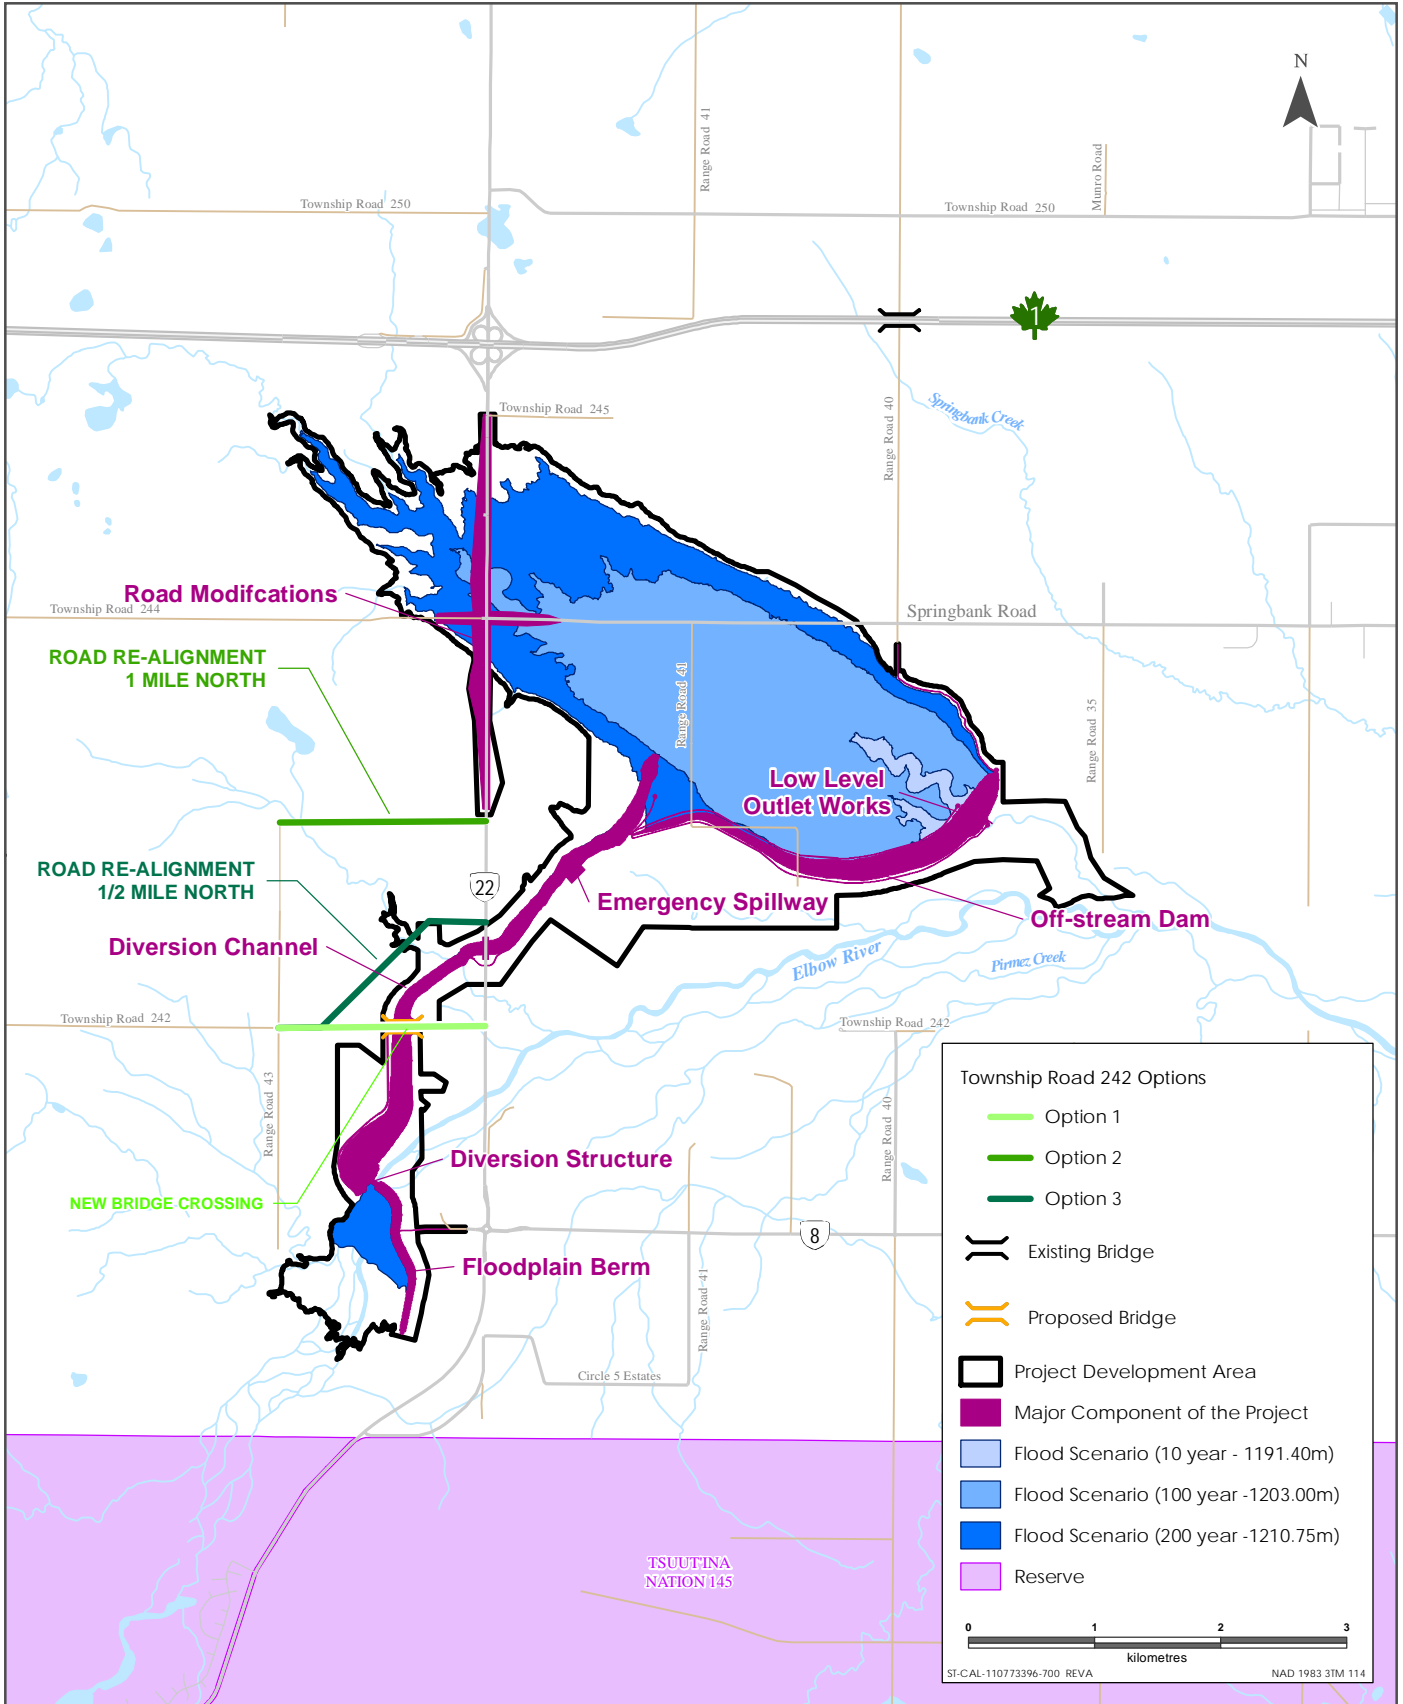 N
Range Road 41
Munro Road
Township Road 250
Township Road 250
1
Springbank Creek
Township Road 245
Range Road 40
Road Modifcations
Township Road 244
Springbank Road
ROAD RE-ALIGNMENT
1 MILE NORTH
Range Road 41
Range Road 35
Low Level
Outlet Works
ROAD RE-ALIGNMENT
1/2 MILE NORTH
22
Emergency Spillway
Off-stream Dam
Diversion Channel
Elbow River
Pirmez Creek
Township Road 242
Township Road 242
Range Road 43
Range Road 40
Diversion Structure
NEW BRIDGE CROSSING
8
Floodplain Berm
Range Road 41
Circle 5 Estates
TSUUT'INA
NATION 145
Township Road 242 Options
Option 1
Option 2
Option 3
Existing Bridge
Proposed Bridge
Project Development Area
Major Component of the Project
Flood Scenario (10 year - 1191.40m)
Flood Scenario (100 year -1203.00m)
Flood Scenario (200 year -1210.75m)
Reserve
0 1 2 3
kilometres
ST-CAL-110773396-700 REVA
NAD 1983 3TM 114